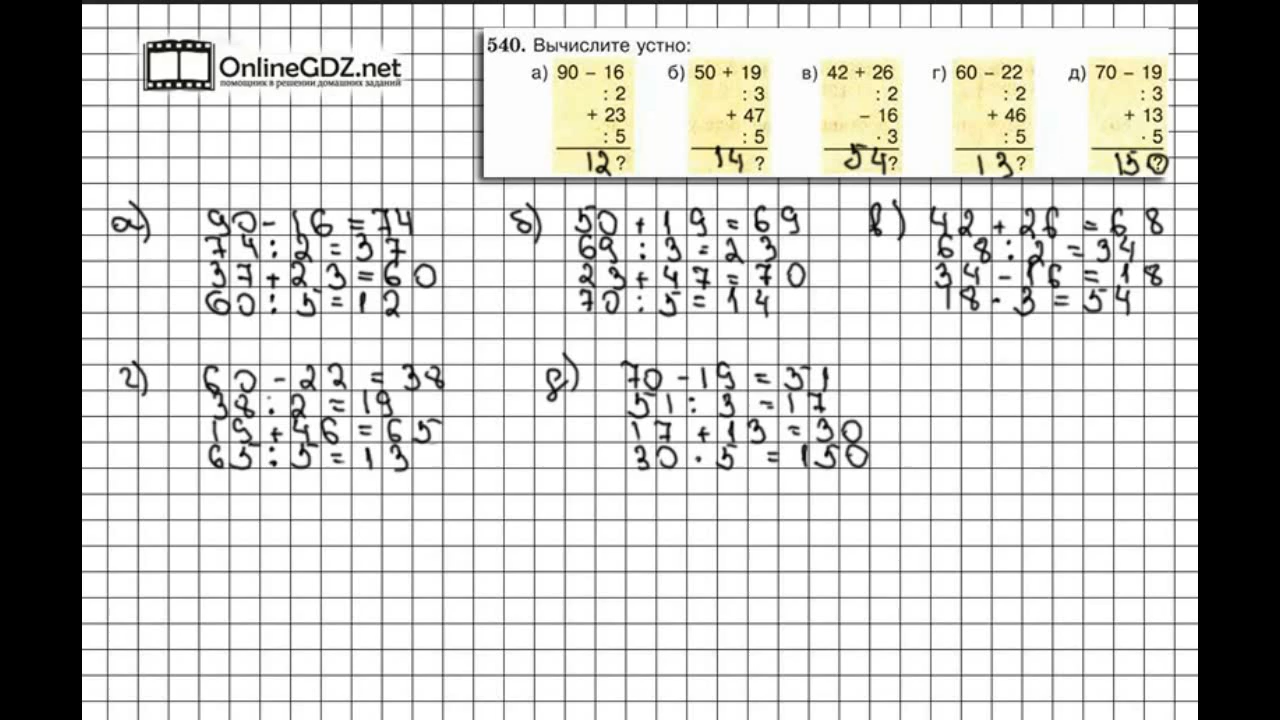 OnlineGDZ.net
помощник в решении домашних заданий
540. Вычислите устно:
а) 90 – 16
: 2
+ 23
: 5
12?
б) 50 + 19
: 3
+ 47
: 5
14?
в) 42 + 26
: 2
– 16
· 3
54?
г) 60 – 22
: 2
+ 46
: 5
13?
д) 70 – 19
: 3
+ 13
· 5
150?
а) 90 - 16 = 74
74 : 2 = 37
37 + 23 = 60
60 : 5 = 12
б) 50 + 19 = 69
69 : 3 = 23
23 + 47 = 70
70 : 5 = 14
в) 42 + 26 = 68
68 : 2 = 34
34 - 16 = 18
18 · 3 = 54
г) 60 - 22 = 38
38 : 2 = 19
19 + 46 = 65
65 : 5 = 13
д) 70 - 19 = 51
51 : 3 = 17
17 + 13 = 30
30 · 5 = 150